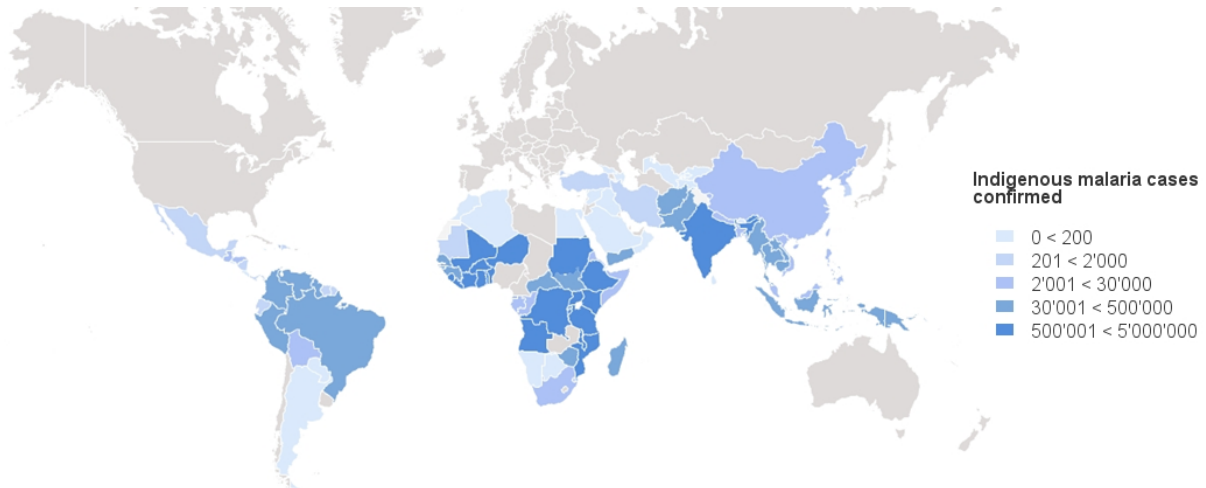 Indigenous malaria cases
confirmed
0 < 200
201 < 2'000
2'001 < 30'000
30'001 < 500'000
500'001 < 5'000'000